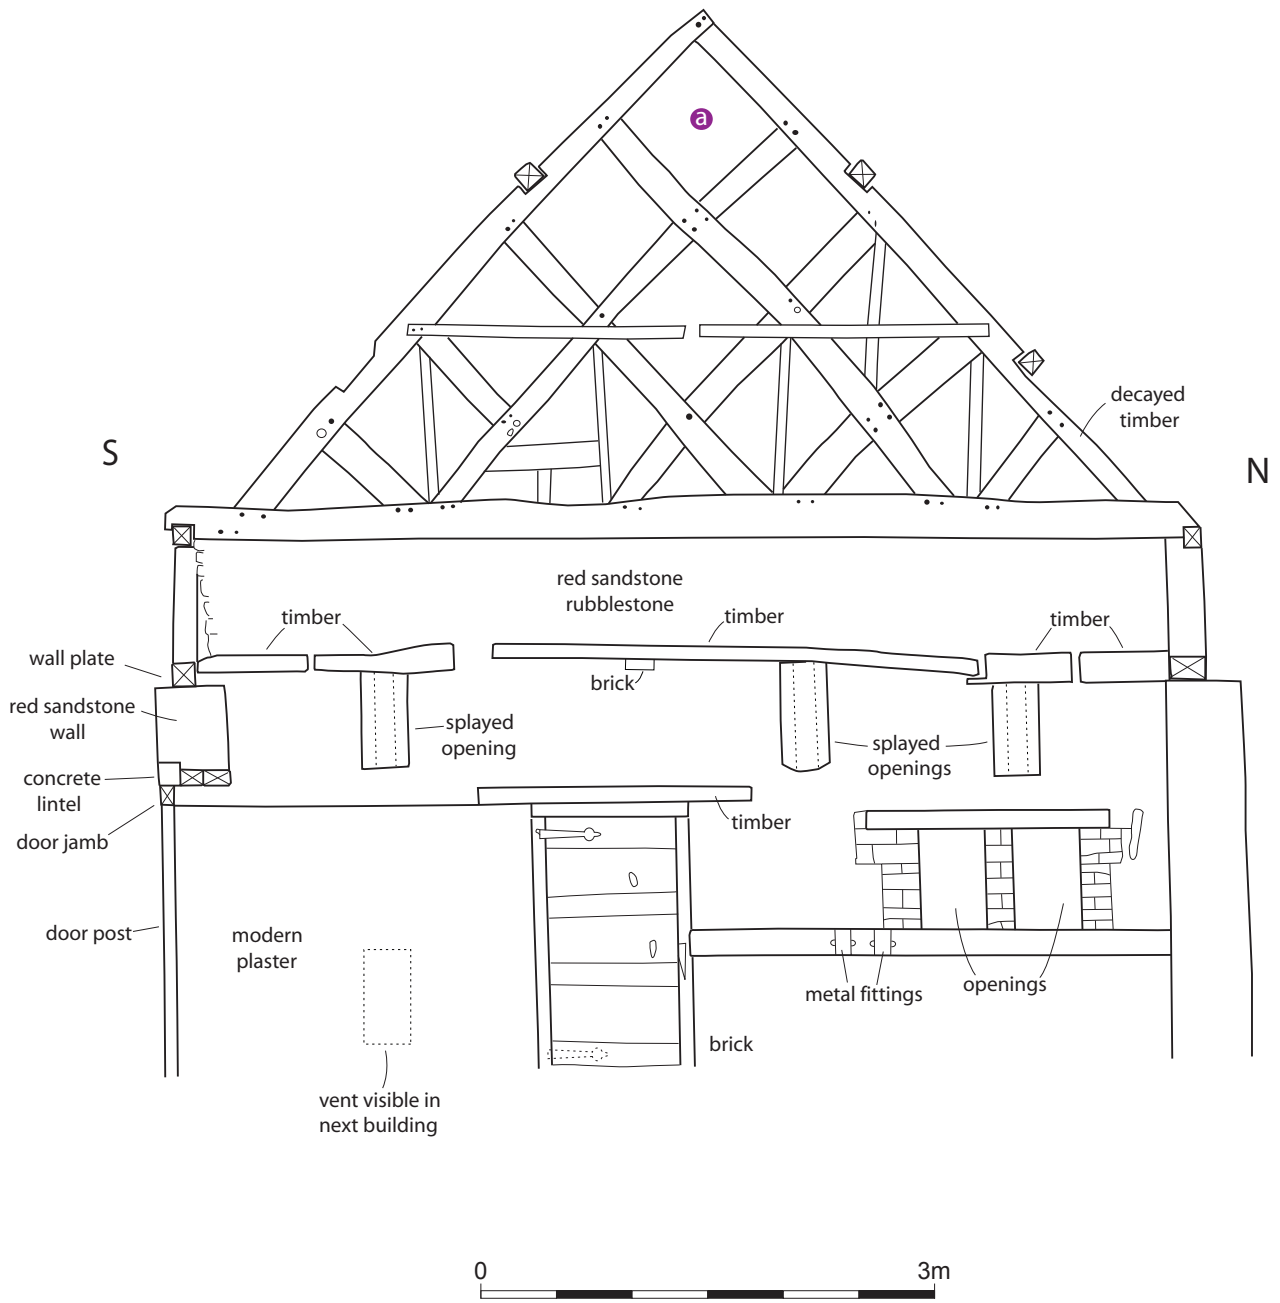 a
decayed
timber
S
N
red sandstone
rubblestone
timber
timber
timber
wall plate
brick
red sandstone
wall
splayed
opening
splayed
openings
concrete
lintel
timber
door jamb
door post
modern
plaster
metal fittings
openings
brick
vent visible in
next building
0
3m